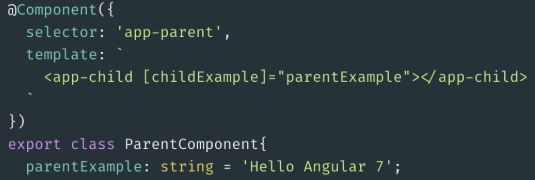 @Component({
  selector: 'app-parent',
  template: `
    <app-child [childExample]="parentExample"></app-child>
  `
})
export class ParentComponent{
  parentExample: string = 'Hello Angular 7';